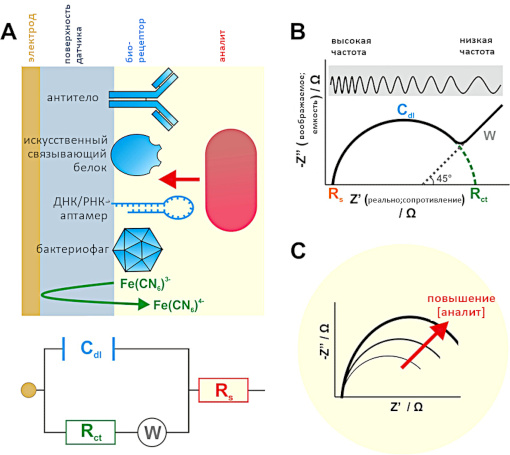 A
электрод
поверхность
датчика
био-
рецептор
аналит
антитело
искусственный
связывающий
белок
ДНК/РНК-
аптамер
бактериофаг
Fe(CN₆)³⁻
Fe(CN₆)⁴⁻
Cdl
Rct
W
Rs
B
высокая
частота
низкая
частота
-Z'' (воображаемое;
емкость) / Ω
Cdl
W
45°
Rs
Rct
Z' (реально;сопротивление)
/ Ω
C
повышение
[аналит]
-Z'' / Ω
Z' / Ω